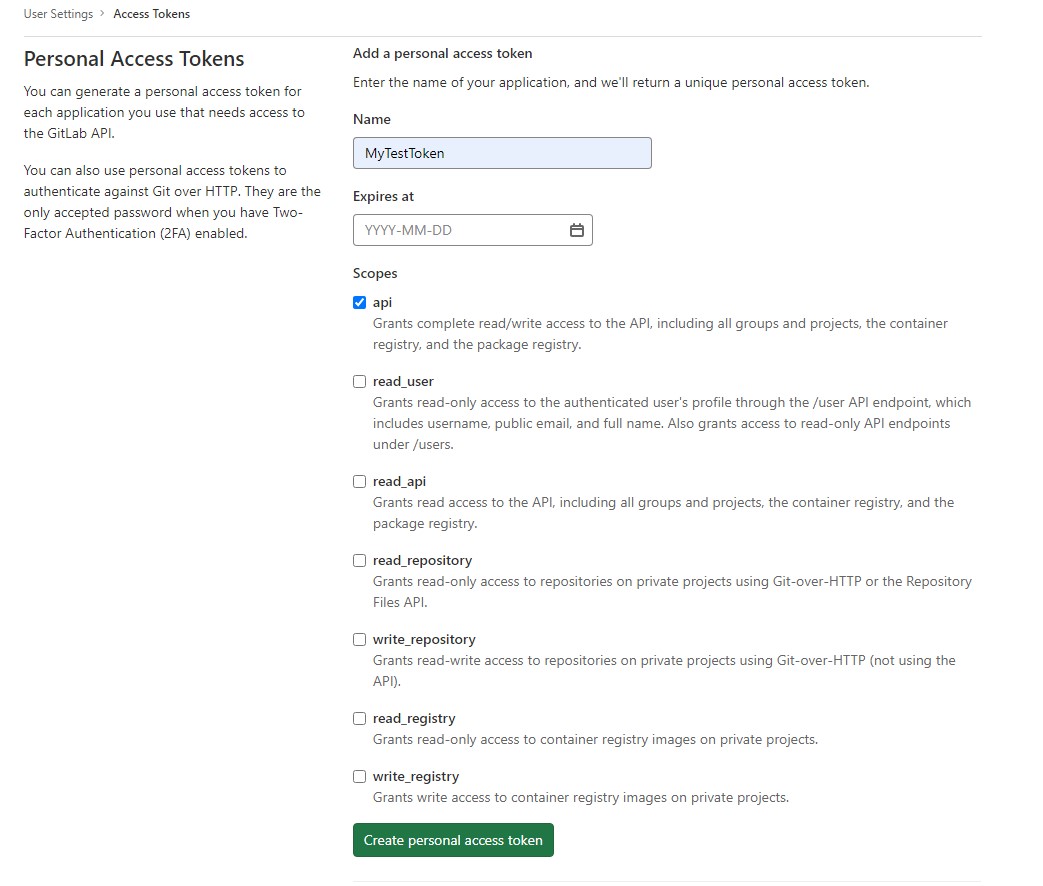 User Settings > Access Tokens
Personal Access Tokens
You can generate a personal access token for
each application you use that needs access to
the GitLab API.
You can also use personal access tokens to
authenticate against Git over HTTP. They are the
only accepted password when you have Two-
Factor Authentication (2FA) enabled.
Add a personal access token
Enter the name of your application, and we'll return a unique personal access token.
Name
MyTestToken
Expires at
YYYY-MM-DD
Scopes
api
Grants complete read/write access to the API, including all groups and projects, the container
registry, and the package registry.
read_user
Grants read-only access to the authenticated user's profile through the /user API endpoint, which
includes username, public email, and full name. Also grants access to read-only API endpoints
under /users.
read_api
Grants read access to the API, including all groups and projects, the container registry, and the
package registry.
read_repository
Grants read-only access to repositories on private projects using Git-over-HTTP or the Repository
Files API.
write_repository
Grants read-write access to repositories on private projects using Git-over-HTTP (not using the
API).
read_registry
Grants read-only access to container registry images on private projects.
write_registry
Grants write access to container registry images on private projects.
Create personal access token